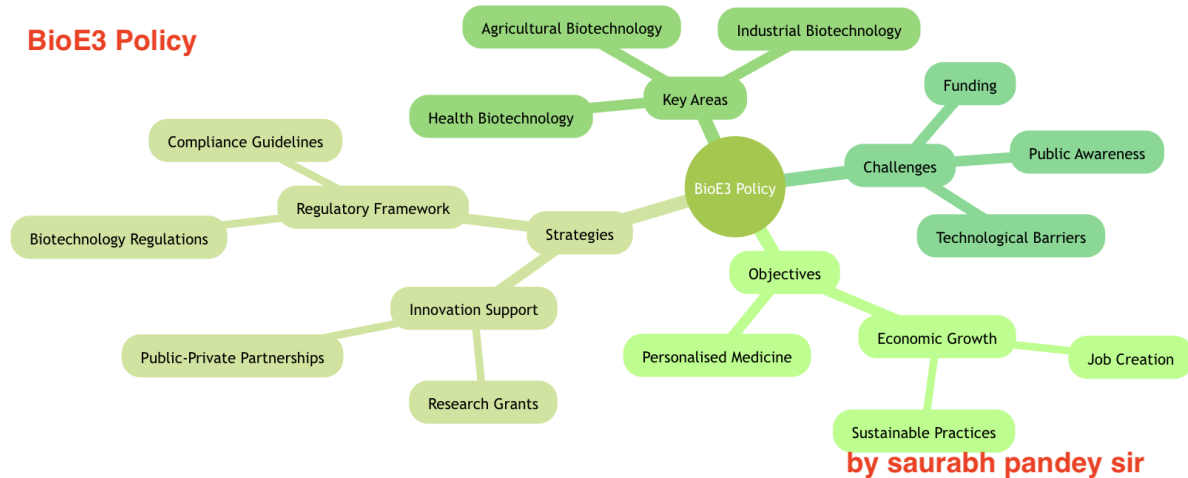 BioE3 Policy
Agricultural Biotechnology
Industrial Biotechnology
Key Areas
Health Biotechnology
Funding
Public Awareness
Challenges
Technological Barriers
BioE3 Policy
Compliance Guidelines
Regulatory Framework
Biotechnology Regulations
Strategies
Innovation Support
Public-Private Partnerships
Research Grants
Objectives
Personalised Medicine
Economic Growth
Job Creation
Sustainable Practices
by saurabh pandey sir